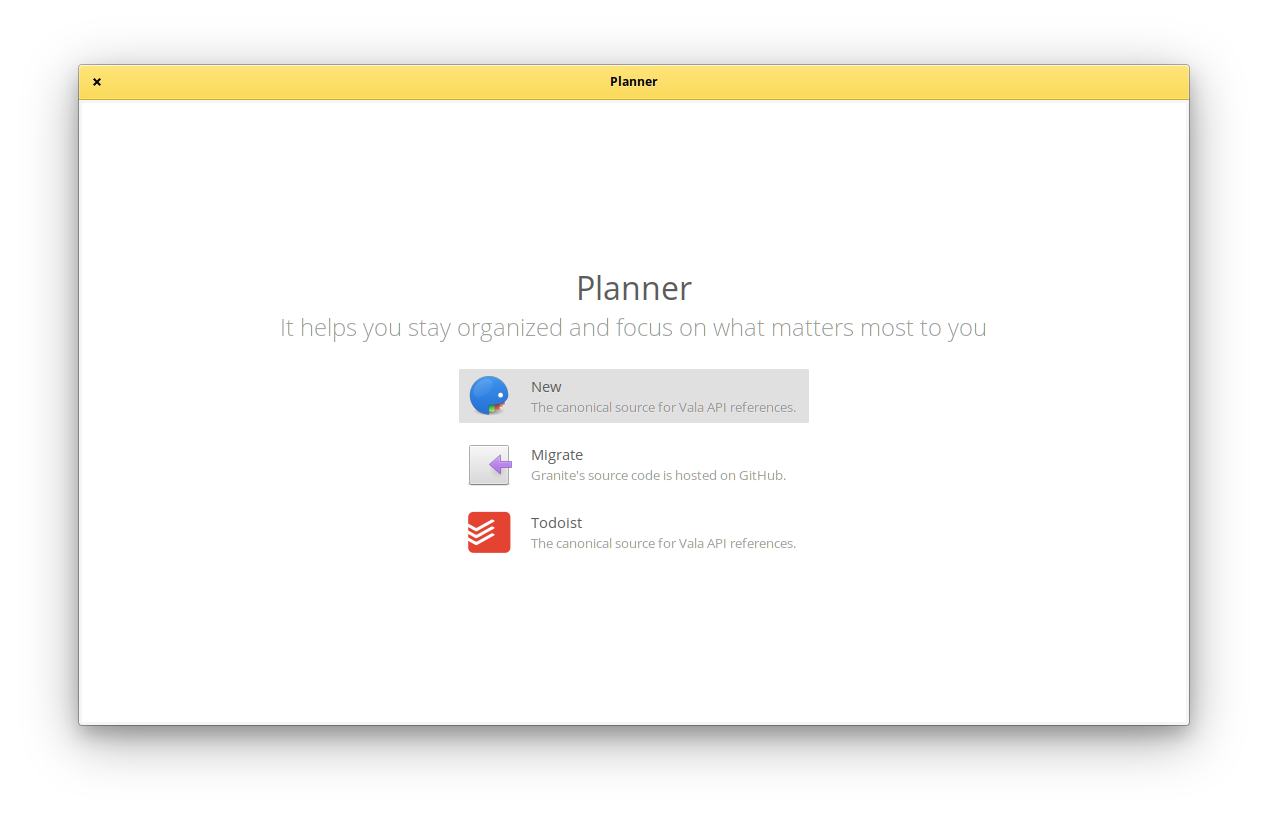 Planner
Planner
It helps you stay organized and focus on what matters most to you
New
The canonical source for Vala API references.
Migrate
Granite's source code is hosted on GitHub.
Todoist
The canonical source for Vala API references.